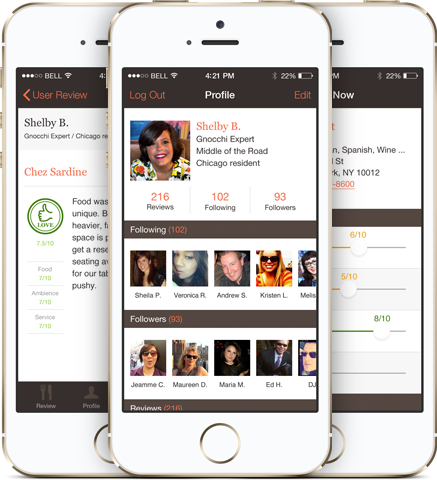 BELL
4:
User Review
Shelby B.
Gnocchi Expert / Chicago resid
Chez Sardine
LOVE
7.3/10
Food
7/10
Ambience
7/10
Service
7/10
Food was
unique. B
heavier, fa
space is p
get a rese
seating av
for our tab
pushy.
Review
Profile
BELL
4:21 PM
22%
Log Out
Profile
Edit
Shelby B.
Gnocchi Expert
Middle of the Road
Chicago resident
216
Reviews
102
Following
93
Followers
Following (102)
Sheila P.
Veronica R.
Andrew S.
Kristen L.
Melis
Followers (93)
Jeamme C.
Maureen D.
Maria M.
Ed H.
DJ
Reviews (216)
22%
Now
t
n, Spanish, Wine ...
d St
rk, NY 10012
-8600
6/10
5/10
8/10